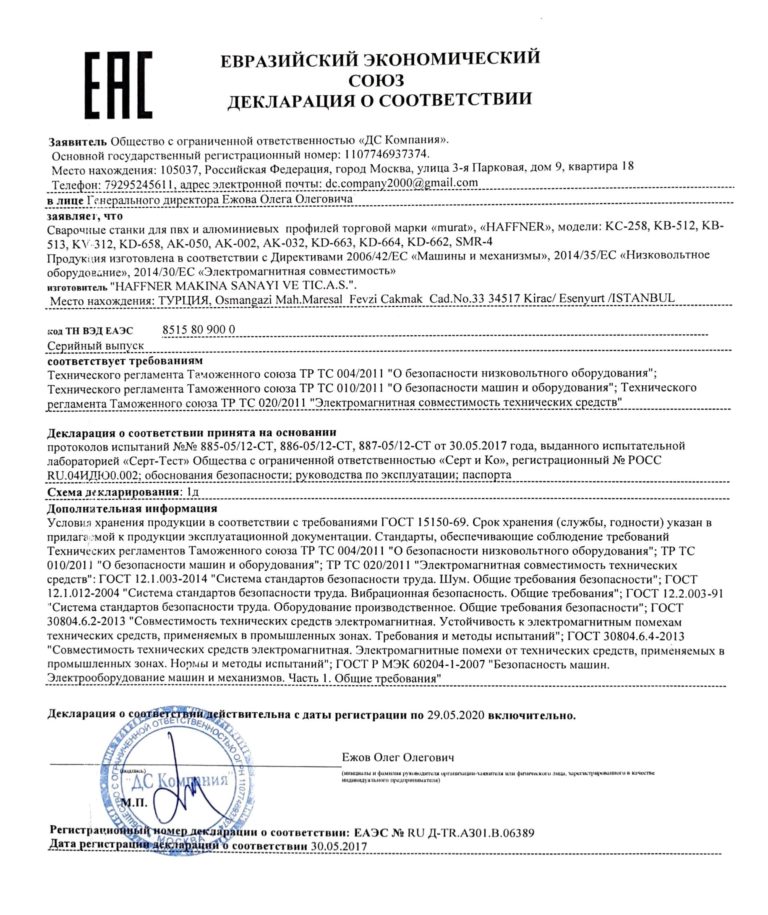 EAC
ЕВРАЗИЙСКИЙ ЭКОНОМИЧЕСКИЙ
СОЮЗ
ДЕКЛАРАЦИЯ О СООТВЕТСТВИИ
Заявитель Общество с ограниченной ответственностью «ДС Компания».
Основной государственный регистрационный номер: 1107746937374.
Место нахождения: 105037, Российская Федерация, город Москва, улица 3-я Парковая, дом 9, квартира 18
Телефон: 79295245611, адрес электронной почты: dc.company2000@gmail.com
в лице Генерального директора Ежова Олега Олеговича
заявляет, что
Сварочные станки для пвх и алюминиевых профилей торговой марки «murat», «HAFFNER», модели: KC-258, KB-512, KB-
513, KV-312, KD-658, AK-050, AK-002, AK-032, KD-663, KD-664, KD-662, SMR-4
Продукция изготовлена в соответствии с Директивами 2006/42/EC «Машины и механизмы», 2014/35/EC «Низковольтное
оборудование», 2014/30/EC «Электромагнитная совместимость»
изготовитель "HAFFNER MAKINA SANAYI VE TIC.A.S.".
Место нахождения: ТУРЦИЯ, Osmangazi Mah.Maresal Fevzi Cakmak Cad.No.33 34517 Kirac/ Esenyurt /ISTANBUL
код ТН ВЭД ЕАЭС 8515 80 900 0
Серийный выпуск
соответствует требованиям
Технического регламента Таможенного союза ТР ТС 004/2011 "О безопасности низковольтного оборудования";
Технического регламента Таможенного союза ТР ТС 010/2011 "О безопасности машин и оборудования"; Технического
регламента Таможенного союза ТР ТС 020/2011 "Электромагнитная совместимость технических средств"
Декларация о соответствии принята на основании
протоколов испытаний №№ 885-05/12-СТ, 886-05/12-СТ, 887-05/12-СТ от 30.05.2017 года, выданного испытательной
лабораторией «Серт-Тест» Общества с ограниченной ответственностью «Серт и Ко», регистрационный № РОСС
RU.04ИДЮ0.002; обоснования безопасности; руководства по эксплуатации; паспорта
Схема декларирования: 1д
Дополнительная информация
Условия хранения продукции в соответствии с требованиями ГОСТ 15150-69. Срок хранения (службы, годности) указан в
прилагаемой к продукции эксплуатационной документации. Стандарты, обеспечивающие соблюдение требований
Технических регламентов Таможенного союза ТР ТС 004/2011 "О безопасности низковольтного оборудования"; ТР ТС
010/2011 "О безопасности машин и оборудования"; ТР ТС 020/2011 "Электромагнитная совместимость технических
средств": ГОСТ 12.1.003-2014 "Система стандартов безопасности труда. Шум. Общие требования безопасности"; ГОСТ
12.1.012-2004 "Система стандартов безопасности труда. Вибрационная безопасность. Общие требования"; ГОСТ 12.2.003-91
"Система стандартов безопасности труда. Оборудование производственное. Общие требования безопасности"; ГОСТ
30804.6.2-2013 "Совместимость технических средств электромагнитная. Устойчивость к электромагнитным помехам
технических средств, применяемых в промышленных зонах. Требования и методы испытаний"; ГОСТ 30804.6.4-2013
"Совместимость технических средств электромагнитная. Электромагнитные помехи от технических средств, применяемых в
промышленных зонах. Нормы и методы испытаний"; ГОСТ Р МЭК 60204-1-2007 "Безопасность машин.
Электрооборудование машин и механизмов. Часть 1. Общие требования"
Декларация о соответствии действительна с даты регистрации по 29.05.2020 включительно.
Ежов Олег Олегович
(подпись)
(инициалы и фамилия руководителя организации-заявителя или физического лица, зарегистрированного в качестве
индивидуального предпринимателя)
"ДС Компания"
М.П.
МОСКВА
Регистрационный номер декларации о соответствии: ЕАЭС № RU Д-TR.АЗ01.В.06389
Дата регистрации декларации о соответствии 30.05.2017